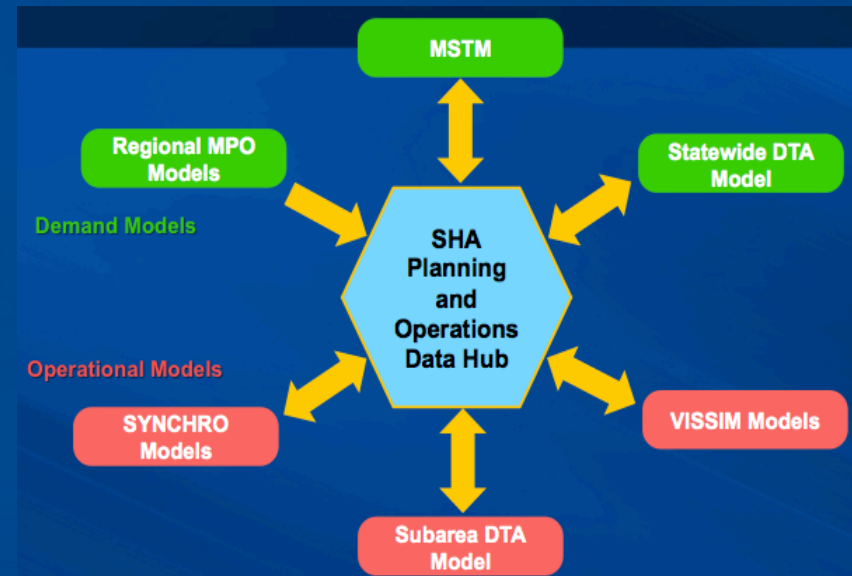 MSTM
Regional MPO
Models
Statewide DTA
Model
Demand Models
SHA
Planning
and
Operations
Data Hub
Operational Models
SYNCHRO
Models
VISSIM Models
Subarea DTA
Model